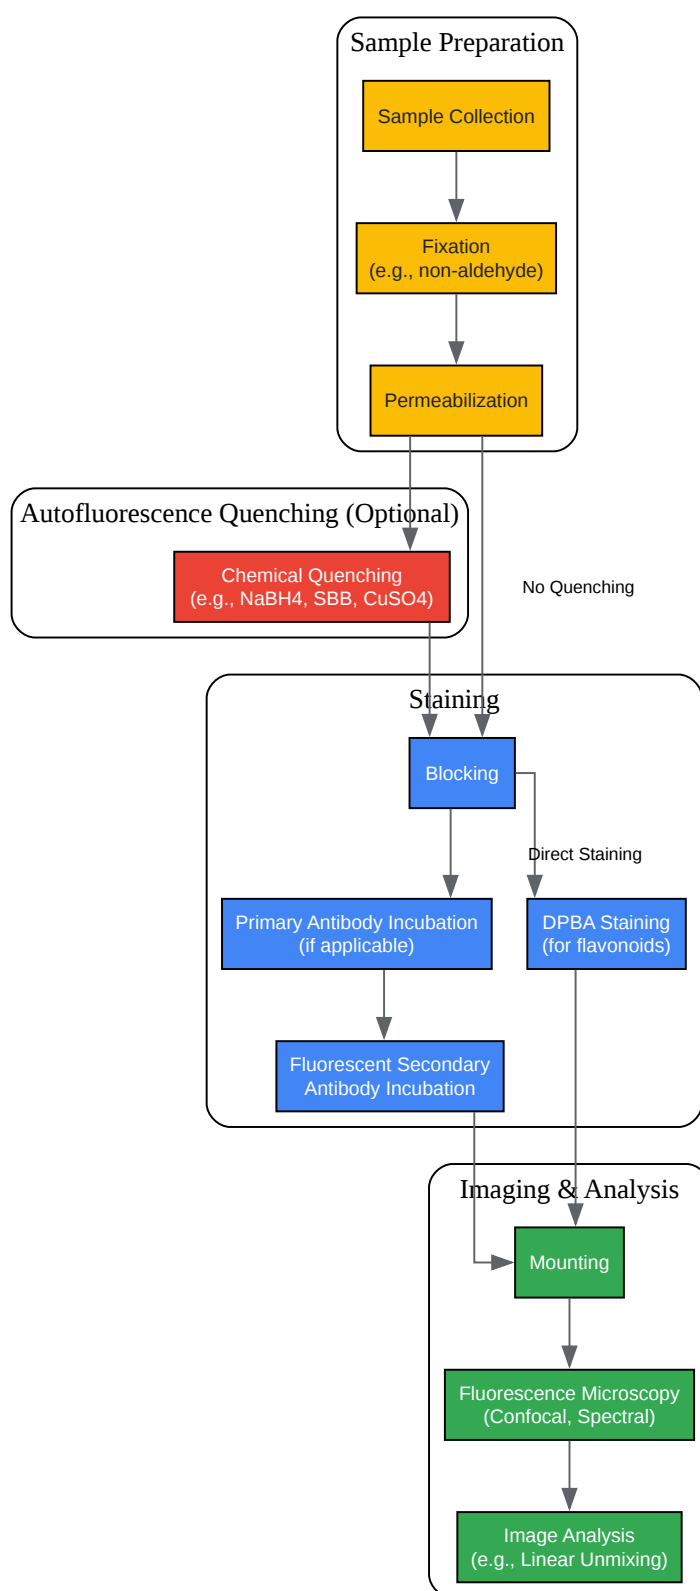 Sample Preparation
Sample Collection
Fixation
(e.g., non-aldehyde)
Permeabilization
Autofluorescence Quenching (Optional)
Chemical Quenching
(e.g., NaBH4, SBB, CuSO4)
No Quenching
Staining
Blocking
Direct Staining
Primary Antibody Incubation
(if applicable)
DPBA Staining
(for flavonoids)
Fluorescent Secondary
Antibody Incubation
Imaging & Analysis
Mounting
Fluorescence Microscopy
(Confocal, Spectral)
Image Analysis
(e.g., Linear Unmixing)